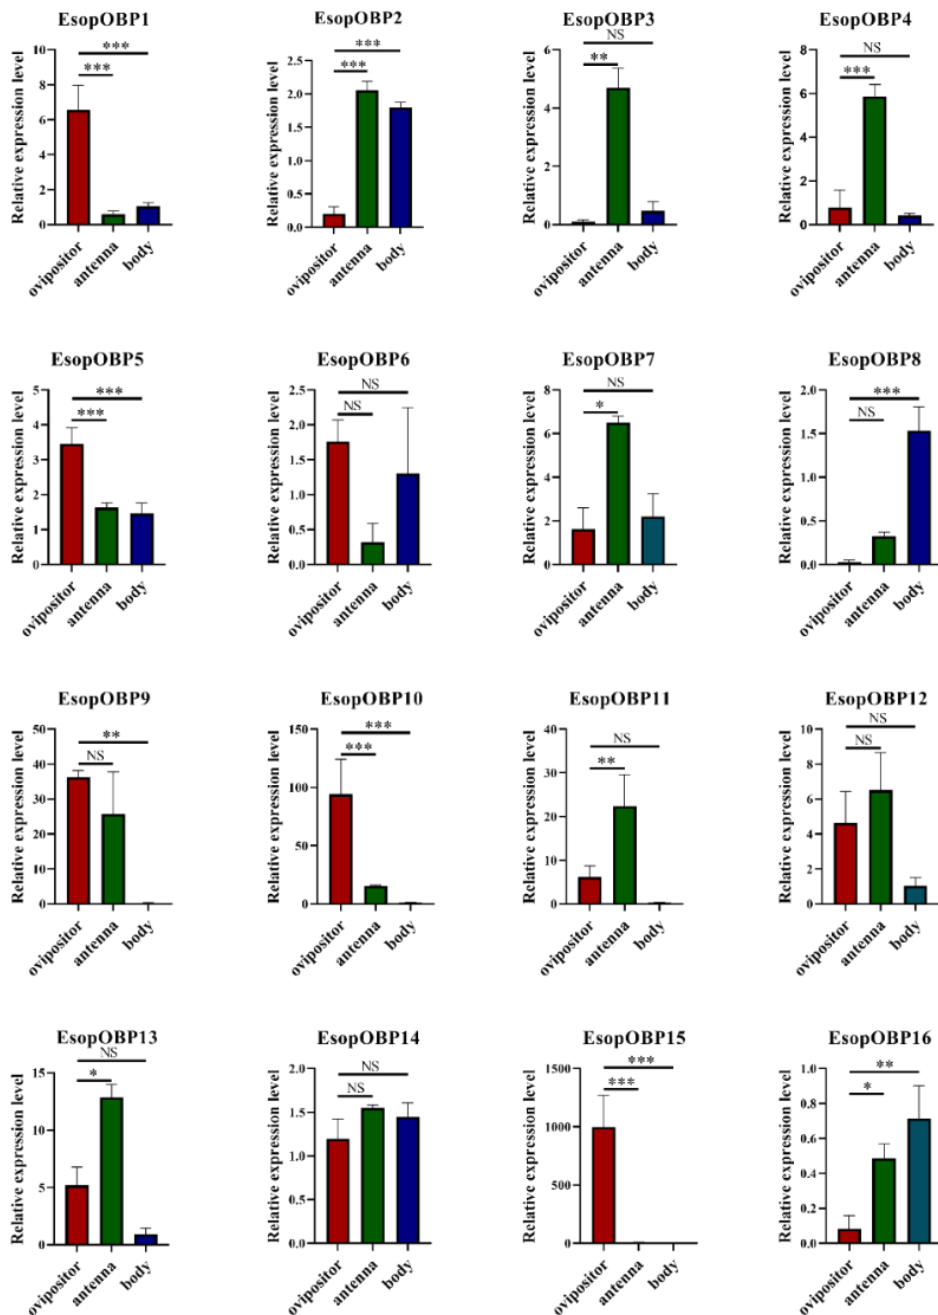 EsopOBP1 EsopOBP2 EsopOBP3 EsopOBP4
Relative expression level
10
8
6
4
2
0
***
***
ovipositor
antenna
body
Relative expression level
2.5
2.0
1.5
1.0
0.5
0.0
***
***
ovipositor
antenna
body
Relative expression level
6
4
2
0
NS
**
ovipositor
antenna
body
Relative expression level
8
6
4
2
0
NS
***
ovipositor
antenna
body
EsopOBP5 EsopOBP6 EsopOBP7 EsopOBP8
Relative expression level
5
4
3
2
1
0
***
***
ovipositor
antenna
body
Relative expression level
2.5
2.0
1.5
1.0
0.5
0.0
NS
NS
ovipositor
antenna
body
Relative expression level
8
6
4
2
0
NS
*
ovipositor
antenna
body
Relative expression level
2.0
1.5
1.0
0.5
0.0
***
NS
ovipositor
antenna
body
EsopOBP9 EsopOBP10 EsopOBP11 EsopOBP12
Relative expression level
50
40
30
20
10
0
**
NS
ovipositor
antenna
body
Relative expression level
150
100
50
0
***
***
ovipositor
antenna
body
Relative expression level
40
30
20
10
0
NS
**
ovipositor
antenna
body
Relative expression level
10
8
6
4
2
0
NS
NS
ovipositor
antenna
body
EsopOBP13 EsopOBP14 EsopOBP15 EsopOBP16
Relative expression level
15
10
5
0
NS
*
ovipositor
antenna
body
Relative expression level
2.0
1.5
1.0
0.5
0.0
NS
NS
ovipositor
antenna
body
Relative expression level
1500
1000
500
0
***
***
ovipositor
antenna
body
Relative expression level
1.0
0.8
0.6
0.4
0.2
0.0
**
*
ovipositor
antenna
body